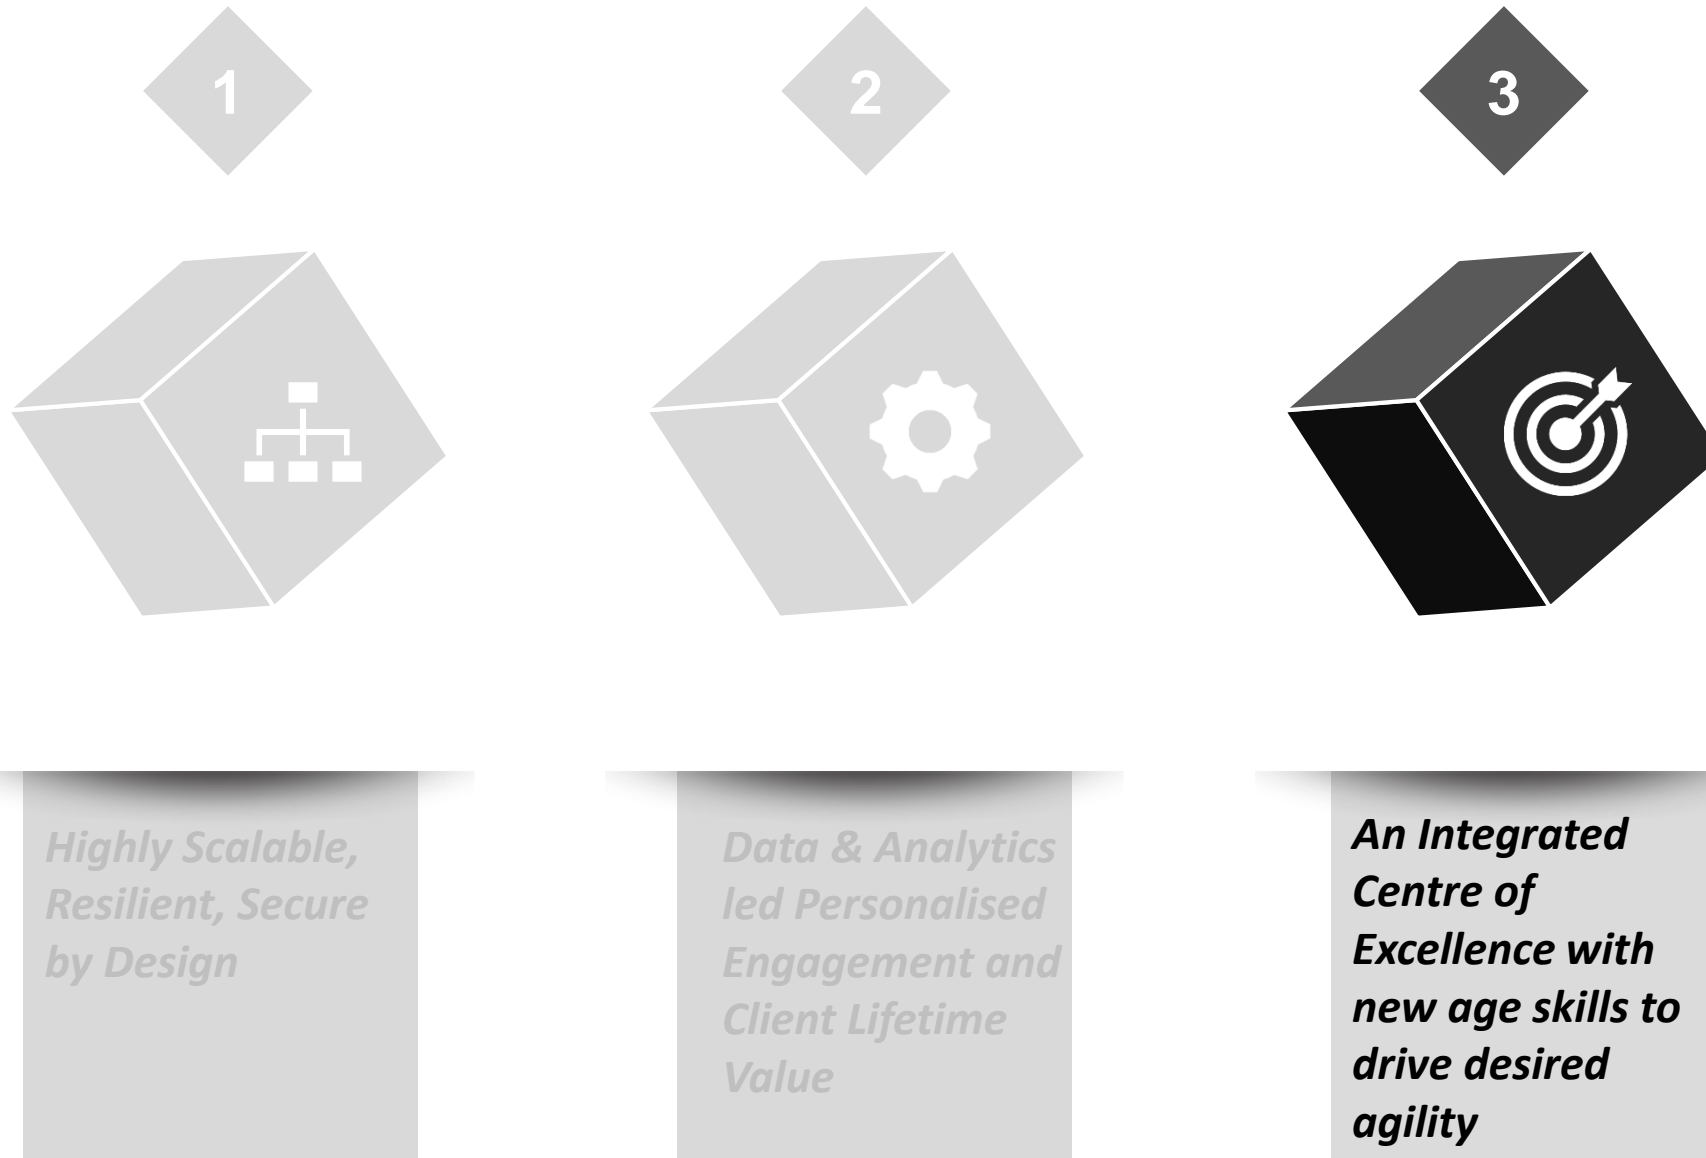 1
2
3
Highly Scalable,
Resilient, Secure
by Design
Data & Analytics
led Personalised
Engagement and
Client Lifetime
Value
An Integrated
Centre of
Excellence with
new age skills to
drive desired
agility